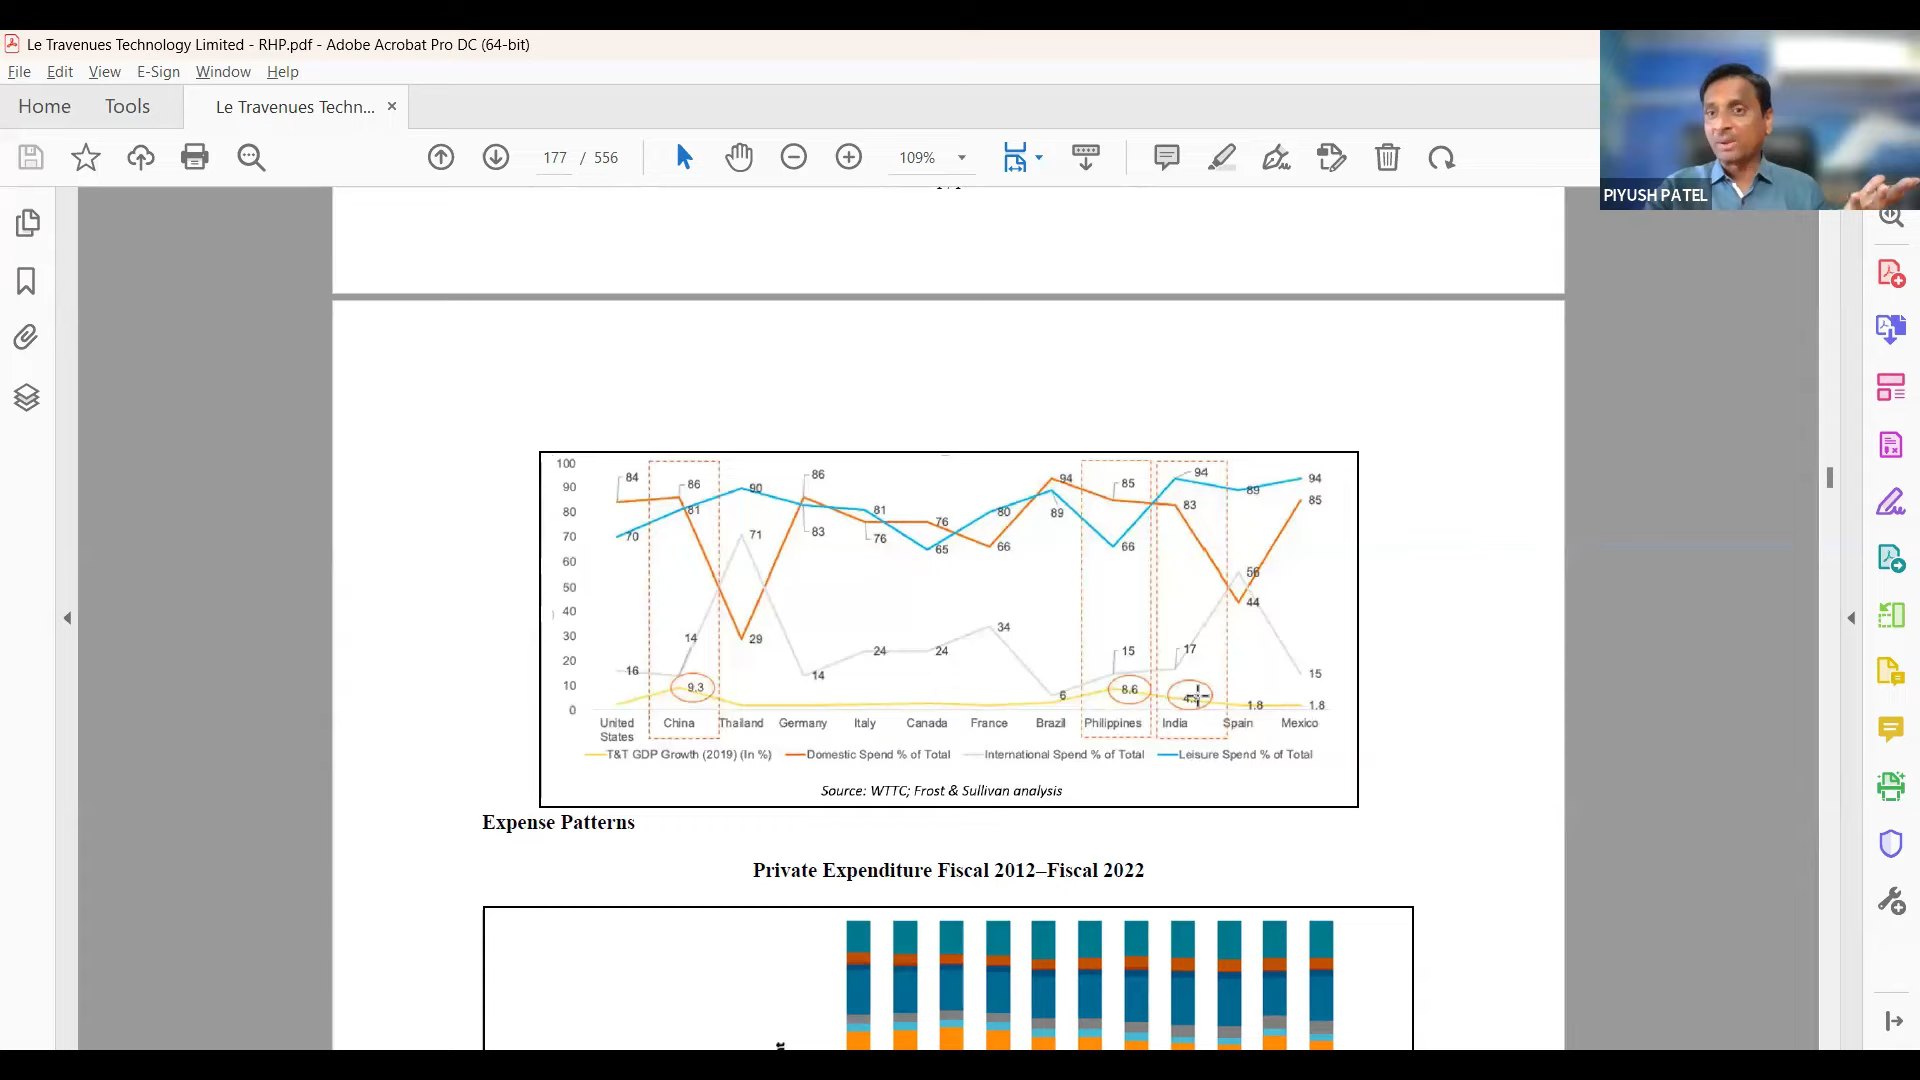 Le Travenues Technology Limited - RHP.pdf - Adobe Acrobat Pro DC (64-bit)
File Edit View E-Sign Window Help
Home Tools Le Travenues Techn... ×
177 / 556 109%
PIYUSH PATEL
100
90
80
70
60
50
40
30
20
10
0
84 86 90 86 81 76 80 94 85 94 89 94
70 81 71 83 76 65 66 89 66 83 56 85
16 14 29 14 24 24 34 6 15 17 44 15
9.3 8.6 1.8 1.8
United States China Thailand Germany Italy Canada France Brazil Philippines India Spain Mexico
T&T GDP Growth (2019) (In %) Domestic Spend % of Total International Spend % of Total Leisure Spend % of Total
Source: WTTC; Frost & Sullivan analysis
Expense Patterns
Private Expenditure Fiscal 2012–Fiscal 2022